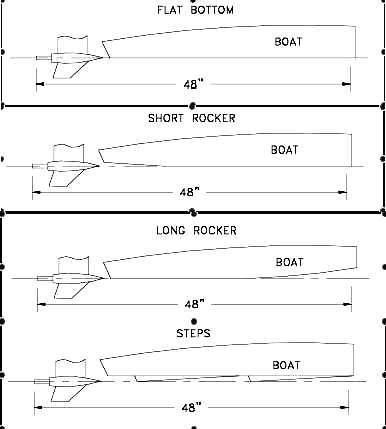 FLAT BOTTOM
BOAT
48"
SHORT ROCKER
BOAT
48"
LONG ROCKER
BOAT
48"
STEPS
BOAT
48"